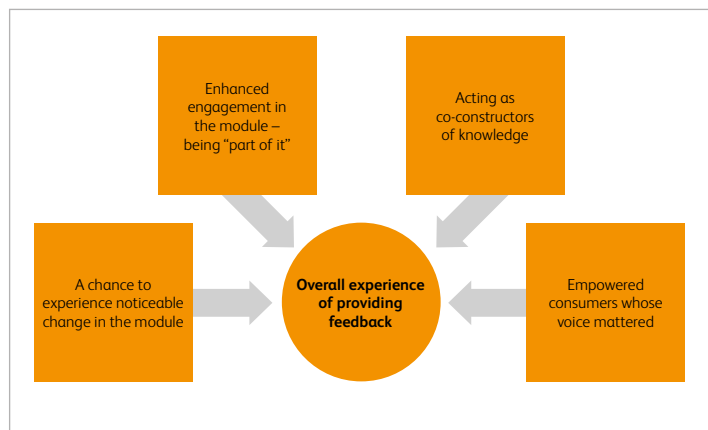 Enhanced
engagement in
the module –
being “part of it”
Acting as
co-constructors
of knowledge
A chance to
experience noticeable
change in the module
Overall experience
of providing
feedback
Empowered
consumers whose
voice mattered